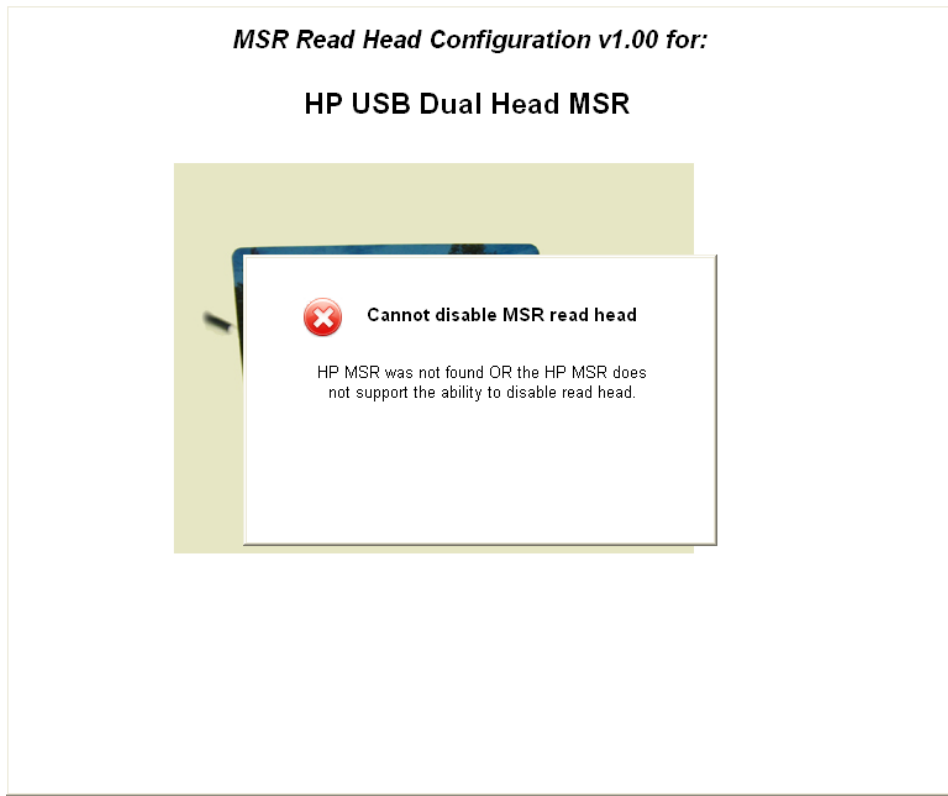 MSR Read Head Configuration v1.00 for:
HP USB Dual Head MSR
Cannot disable MSR read head
HP MSR was not found OR the HP MSR does
not support the ability to disable read head.